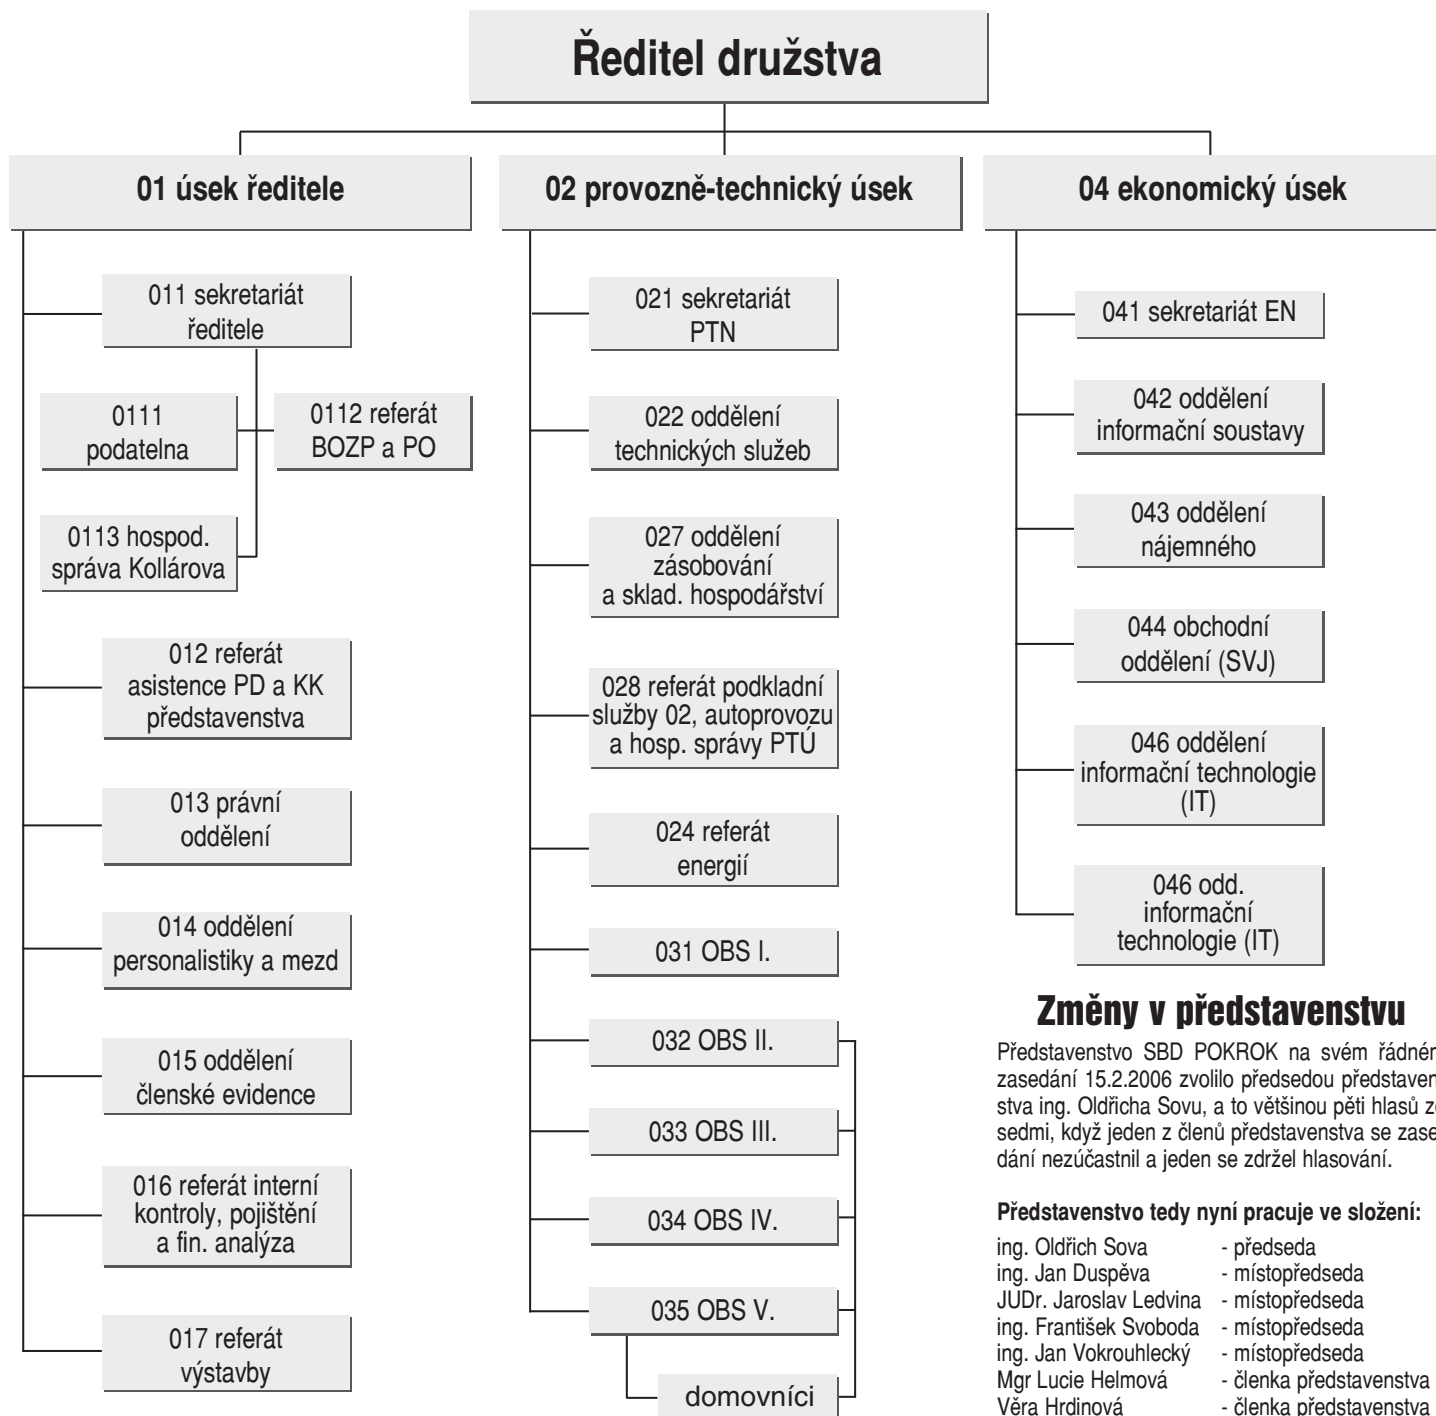 Ředitel družstva
01 úsek ředitele
011 sekretariát
ředitele
0111
podatelna
0112 referát
BOZP a PO
0113 hospod.
správa Kollárova
012 referát
asistence PD a KK
představenstva
013 právní
oddělení
014 oddělení
personalistiky a mezd
015 oddělení
členské evidence
016 referát interní
kontroly, pojištění
a fin. analýza
017 referát
výstavby
02 provozně-technický úsek
021 sekretariát
PTN
022 oddělení
technických služeb
027 oddělení
zásobování
a sklad. hospodářství
028 referát podkladní
služby 02, autoprovozu
a hosp. správy PTÚ
024 referát
energií
031 OBS I.
032 OBS II.
033 OBS III.
034 OBS IV.
035 OBS V.
domovníci
04 ekonomický úsek
041 sekretariát EN
042 oddělení
informační soustavy
043 oddělení
nájemného
044 obchodní
oddělení (SVJ)
046 oddělení
informační technologie
(IT)
046 odd.
informační
technologie (IT)
Změny v představenstvu
Představenstvo SBD POKROK na svém řádném
zasedání 15.2.2006 zvolilo předsedou představen-
stva ing. Oldřicha Sovu, a to většinou pěti hlasů ze
sedmi, když jeden z členů představenstva se zase-
dání nezúčastnil a jeden se zdržel hlasování.
Představenstvo tedy nyní pracuje ve složení:
ing. Oldřich Sova - předseda
ing. Jan Duspěva - místopředseda
JUDr. Jaroslav Ledvina - místopředseda
ing. František Svoboda - místopředseda
ing. Jan Vokrouhlecký - místopředseda
Mgr Lucie Helmová - členka představenstva
Věra Hrdinová - členka představenstva